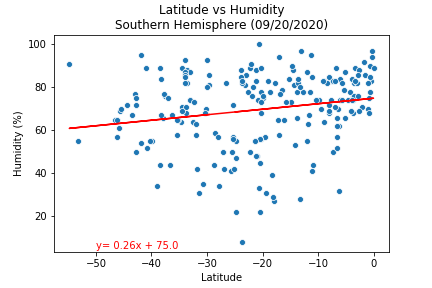 Latitude vs Humidity
Southern Hemisphere (09/20/2020)
Humidity (%)
100
80
60
40
20
y= 0.26x + 75.0
−50
−40
−30
−20
−10
0
Latitude